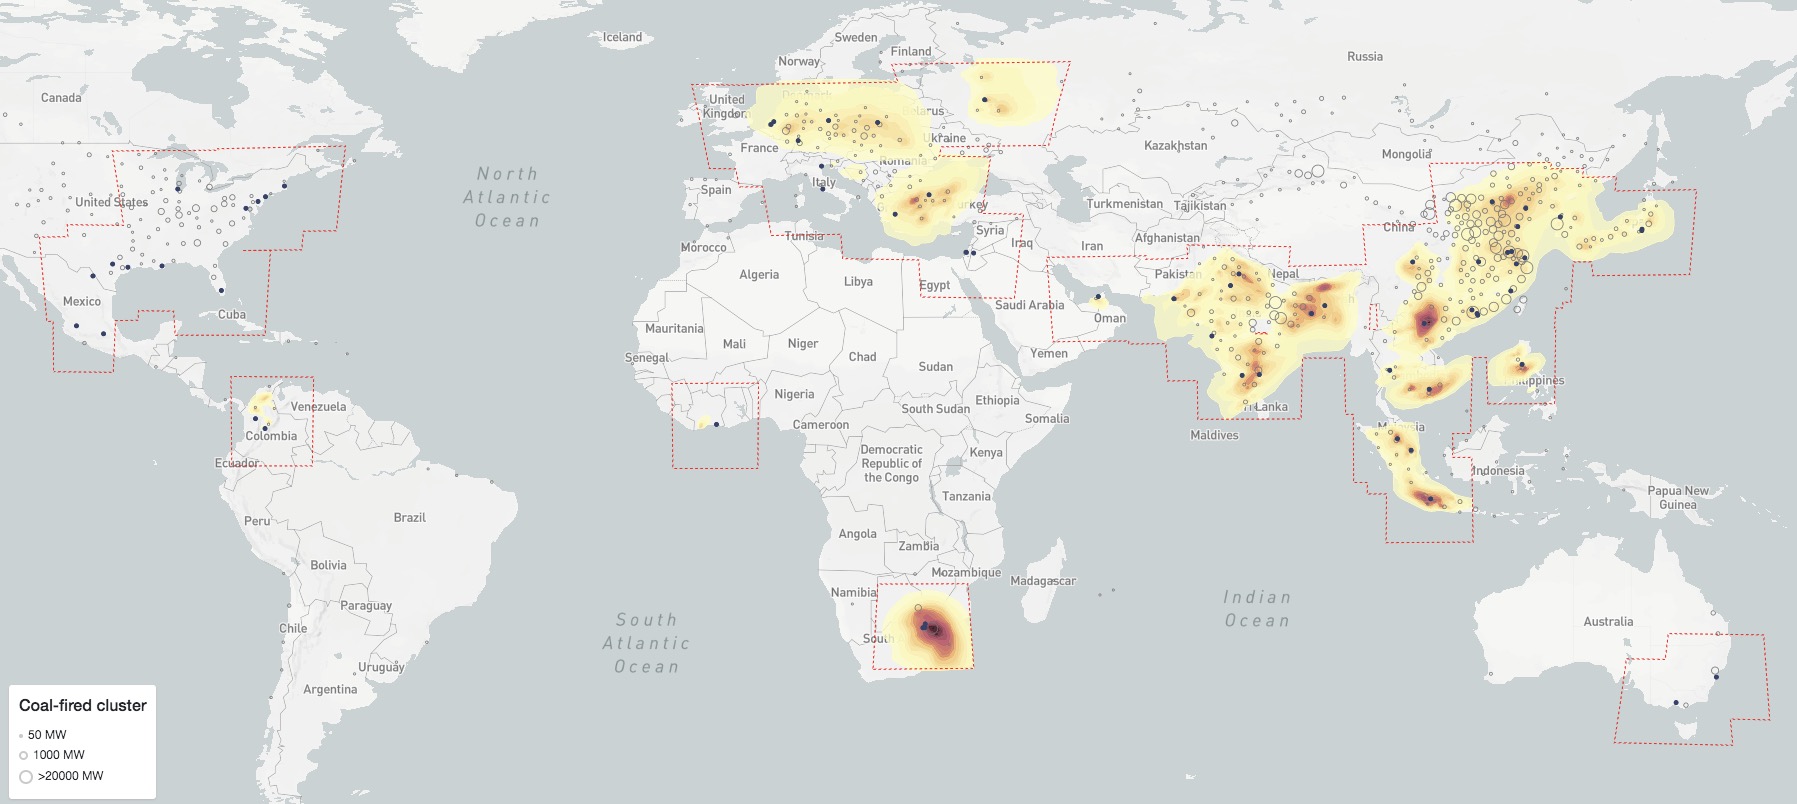 Iceland
Sweden
Finland
Norway
Russia
Canada
United
Kingdom
Belarus
Ukraine
France
Kazakhstan
Mongolia
Romania
North
Atlantic
Ocean
Italy
Spain
United States
Turkmenistan
Tajikistan
Syria
Iraq
Iran
Afghanistan
China
Morocco
Tunisia
Algeria
Libya
Egypt
Pakistan
Nepal
Saudi Arabia
Oman
Mexico
Cuba
Mauritania
Mali
Niger
Chad
Sudan
Yemen
Senegal
Nigeria
Ethiopia
South Sudan
Somalia
Cameroon
Philippines
Lanka
Maldives
Malaysia
Venezuela
Colombia
Ecuador
Democratic
Republic of
the Congo
Kenya
Tanzania
Indonesia
Papua New
Guinea
Peru
Brazil
Angola
Zambia
Mozambique
Madagascar
Bolivia
Namibia
South
Paraguay
Chile
Uruguay
Argentina
South
Atlantic
Ocean
Indian
Ocean
Australia
Coal-fired cluster
50 MW
1000 MW
>20000 MW